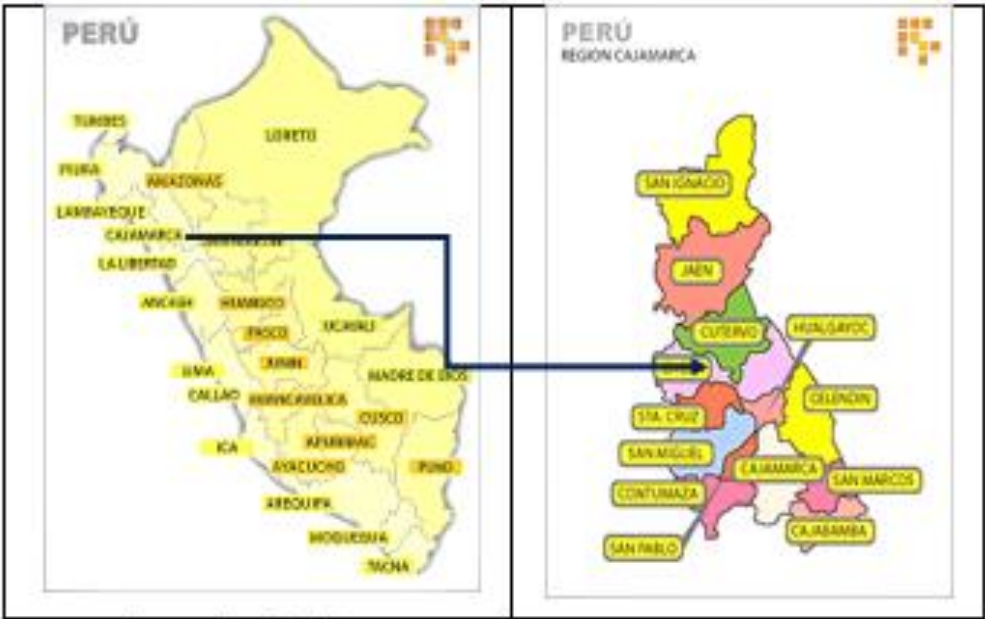 PERÚ
TUMBES
LORETO
PIURA
AMAZONAS
LAMBAYEQUE
CAJAMARCA
LA LIBERTAD
ANCASH
HUANUCO
UCAYALI
PASCO
JUNIN
LIMA
MADRE DE DIOS
CALLAO
HUANCAVELICA
CUSCO
ICA
APURIMAC
AYACUCHO
PUNO
AREQUIPA
MOQUEGUA
TACNA
PERÚ
REGION CAJAMARCA
SAN IGNACIO
JAEN
CUTERVO
HUALGAYOC
CELENDIN
STA. CRUZ
SAN MIGUEL
CAJAMARCA
SAN MARCOS
CONTUMAZA
CAJABAMBA
SAN PABLO